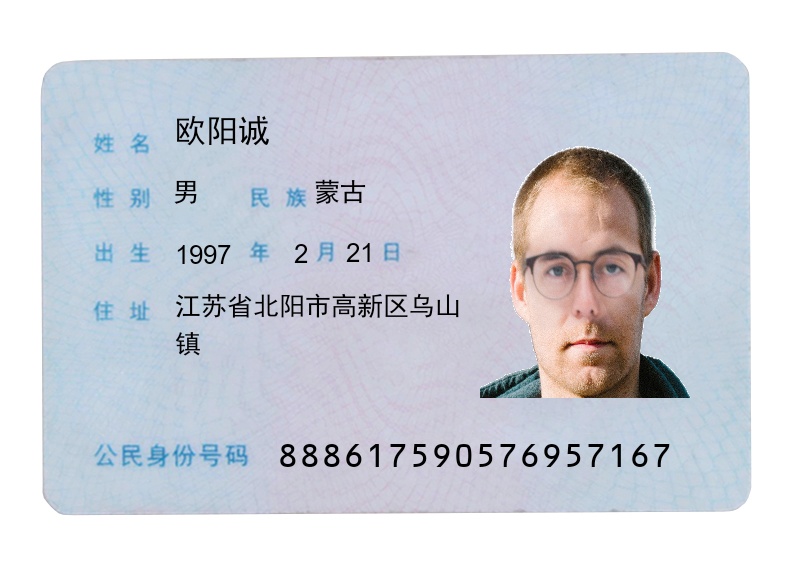 姓名 欧阳诚
性别 男 民族 蒙古
出生 1997 年 2 月 21 日
住址 江苏省北阳市高新区乌山
镇
公民身份号码 888617590576957167